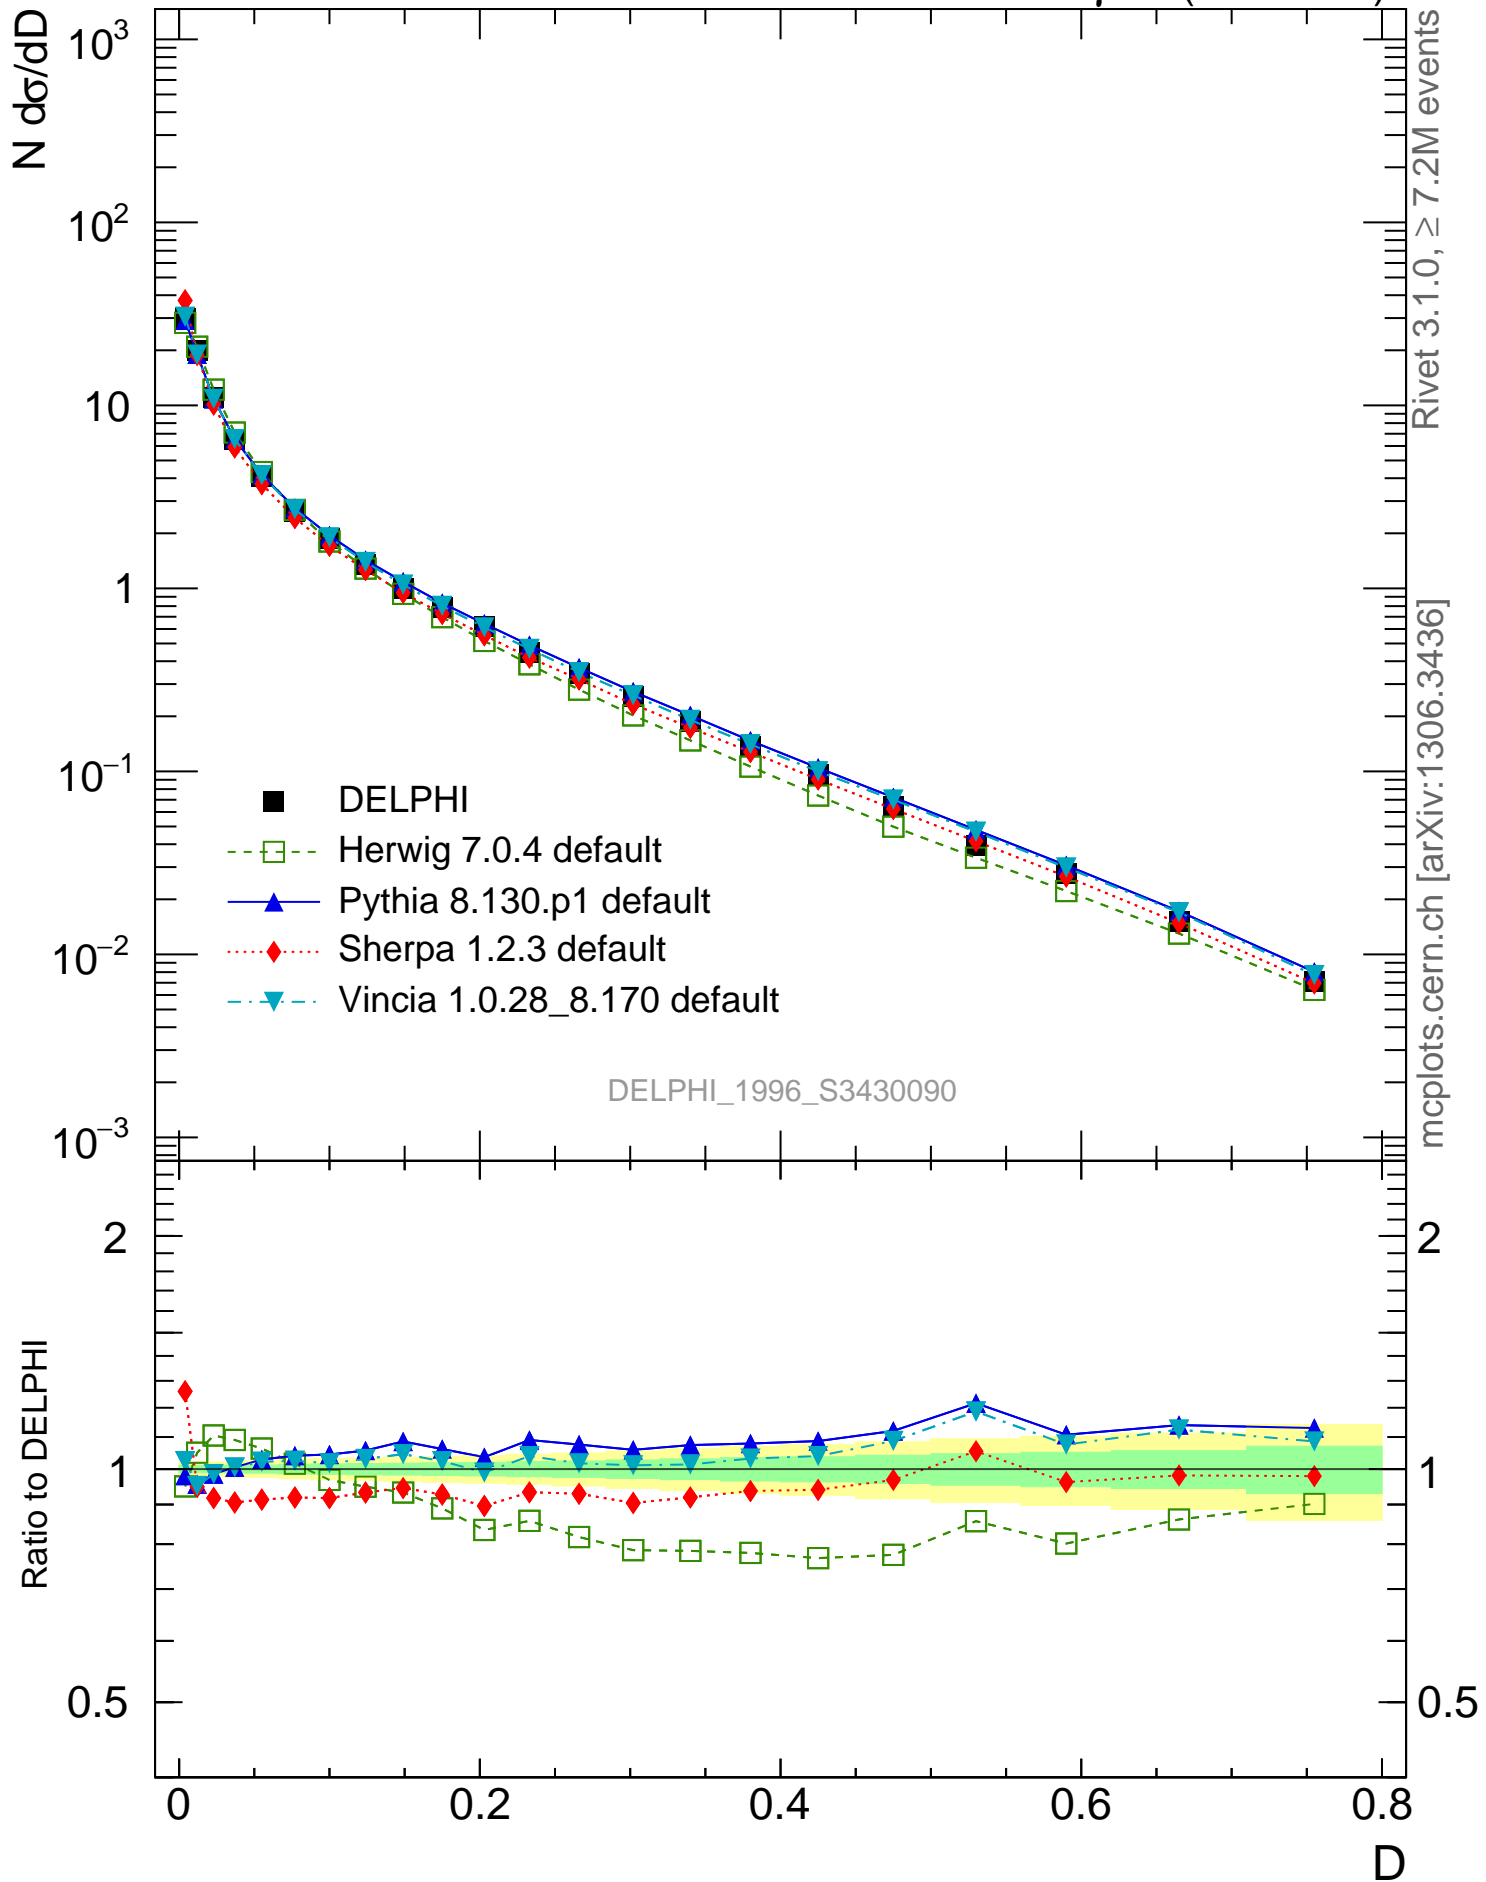 N dσ/dD
10³
10²
10
1
10⁻¹
10⁻²
10⁻³
DELPHI
Herwig 7.0.4 default
Pythia 8.130.p1 default
Sherpa 1.2.3 default
Vincia 1.0.28_8.170 default
DELPHI_1996_S3430090
Rivet 3.1.0, ≥ 7.2M events
mcplots.cern.ch [arXiv:1306.3436]
Ratio to DELPHI
2
1
0.5
2
1
0.5
0 0.2 0.4 0.6 0.8
D